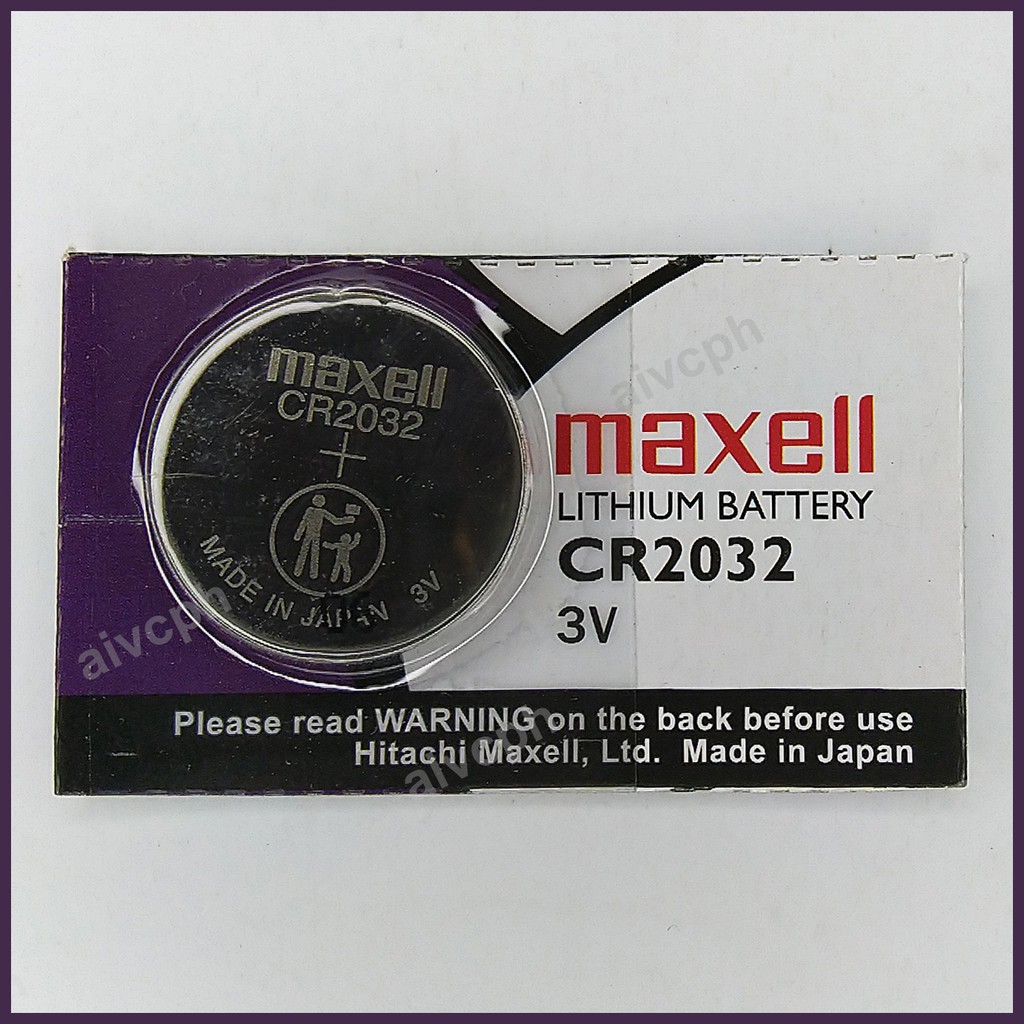 maxell
CR2032
+
MADE IN JAPAN 3V
maxell
LITHIUM BATTERY
CR2032
3V
Please read WARNING on the back before use
Hitachi Maxell, Ltd. Made in Japan
aivcph
aivcph
aivcph